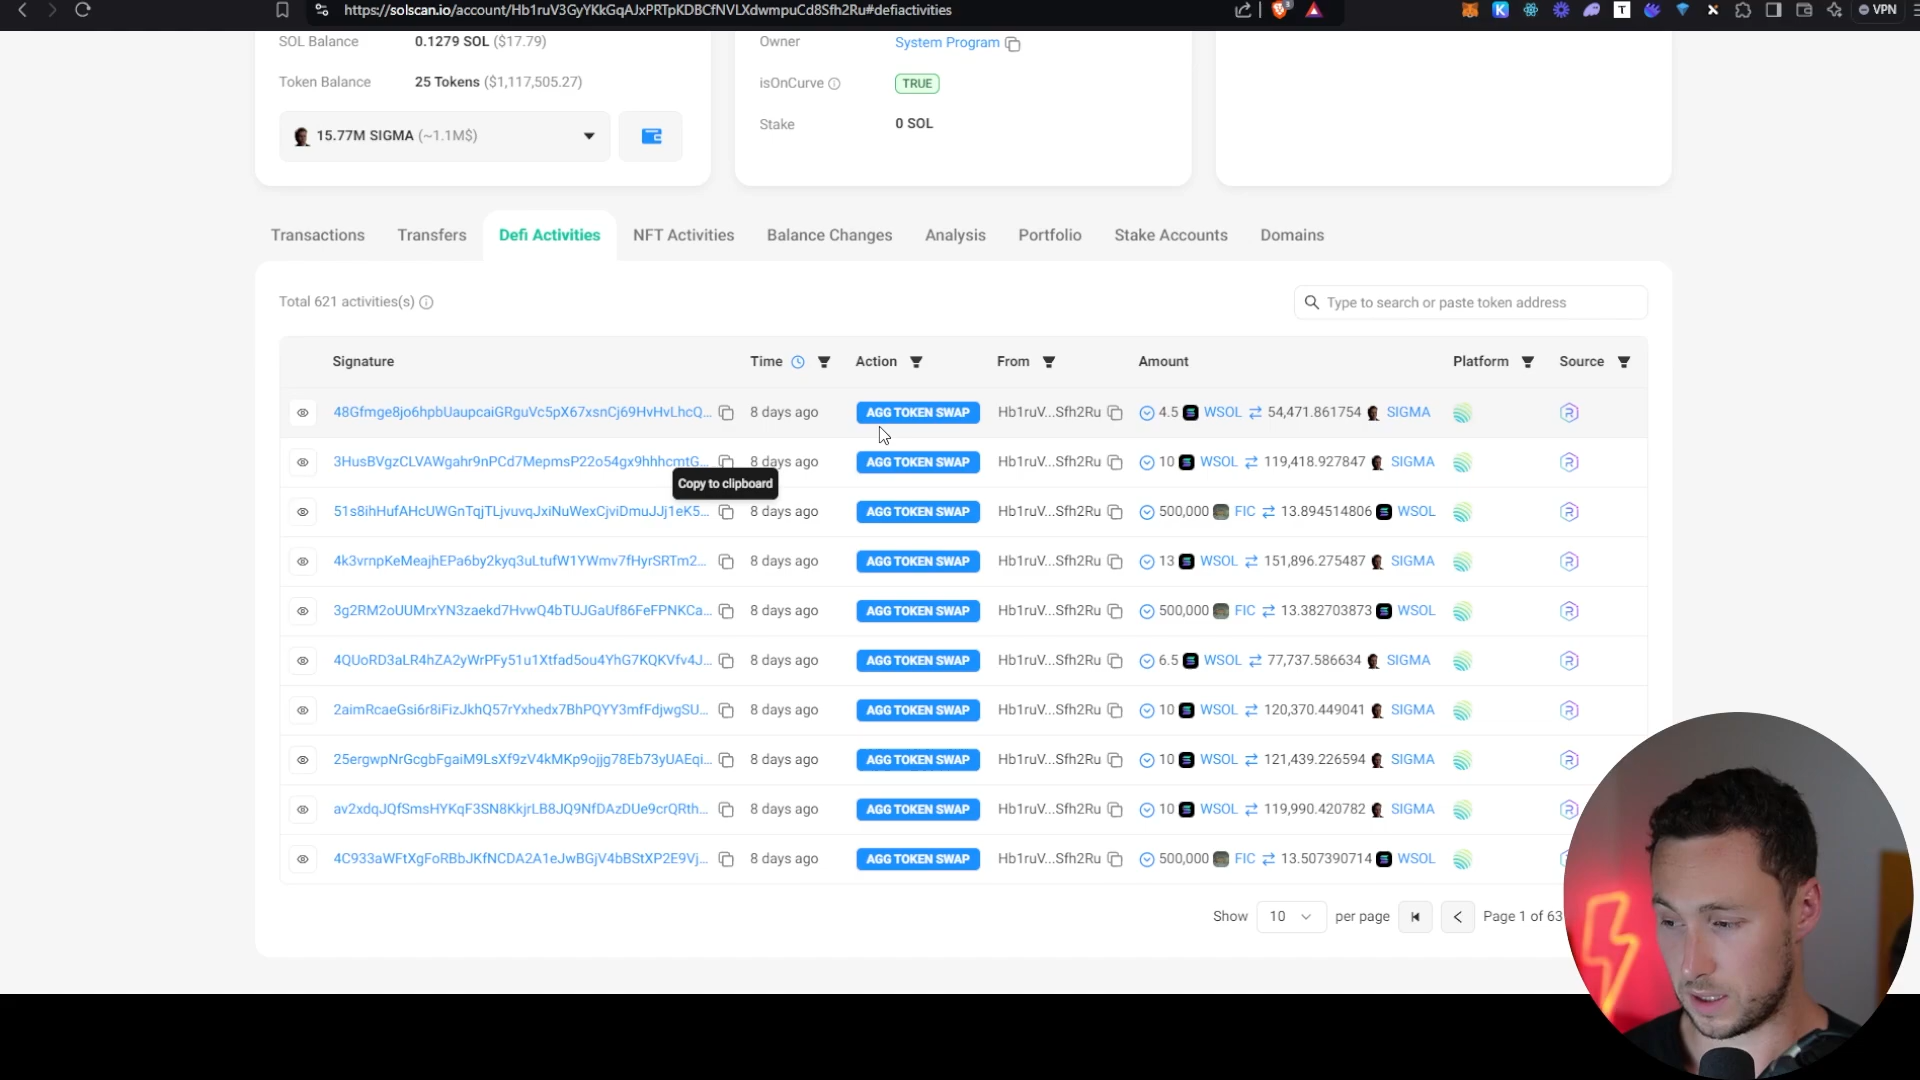 https://solscan.io/account/Hb1ruV3GyYKkGqAJxPRTpKDBCfNVLXdwmpuCd8Sfh2Ru#defiactivities
VPN
SOL Balance 0.1279 SOL ($17.79)
Token Balance 25 Tokens ($1,117,505.27)
15.77M SIGMA (~1.1M$)
Owner System Program
isOnCurve TRUE
Stake 0 SOL
Transactions Transfers Defi Activities NFT Activities Balance Changes Analysis Portfolio Stake Accounts Domains
Total 621 activities(s)
Type to search or paste token address
Signature Time Action From Amount Platform Source
48Gfmge8jo6hpbUaupcaiGRguVc5pX67xsnCj69HvHvLhcQ... 8 days ago AGG TOKEN SWAP Hb1ruV...Sfh2Ru 4.5 WSOL 54,471.861754 SIGMA
3HusBVgzCLVAWgahr9nPCd7MepmsP22o54gx9hhhcmtG... 8 days ago AGG TOKEN SWAP Hb1ruV...Sfh2Ru 10 WSOL 119,418.927847 SIGMA
Copy to clipboard
51s8ihHufAHcUWGnTqjTLjvuvqJxiNuWexCjviDmuJJj1eK5... 8 days ago AGG TOKEN SWAP Hb1ruV...Sfh2Ru 500,000 FIC 13.894514806 WSOL
4k3vrnpKeMeajhEPa6by2kyq3uLtufW1YWmv7fHyrSRTm2... 8 days ago AGG TOKEN SWAP Hb1ruV...Sfh2Ru 13 WSOL 151,896.275487 SIGMA
3g2RM2oUUMrxYN3zaekd7HvwQ4bTUJGaUf86FeFPNKCa... 8 days ago AGG TOKEN SWAP Hb1ruV...Sfh2Ru 500,000 FIC 13.382703873 WSOL
4QUoRD3aLR4hZA2yWrPFy51u1Xtfad5ou4YhG7KQKVfv4J... 8 days ago AGG TOKEN SWAP Hb1ruV...Sfh2Ru 6.5 WSOL 77,737.586634 SIGMA
2aimRcaeGsi6r8iFizJkhQ57rYxhedx7BhPQYY3mfFdjwgSU... 8 days ago AGG TOKEN SWAP Hb1ruV...Sfh2Ru 10 WSOL 120,370.449041 SIGMA
25ergwpNrGcgbFgaiM9LsXf9zV4kMKp9ojjg78Eb73yUAEqi... 8 days ago AGG TOKEN SWAP Hb1ruV...Sfh2Ru 10 WSOL 121,439.226594 SIGMA
av2xdqJQfSmsHYKqF3SN8KkjrLB8JQ9NfDAzDUe9crQRth... 8 days ago AGG TOKEN SWAP Hb1ruV...Sfh2Ru 10 WSOL 119,990.420782 SIGMA
4C933aWFtXgFoRBbJKfNCDA2A1eJwBGjV4bBStXP2E9Vj... 8 days ago AGG TOKEN SWAP Hb1ruV...Sfh2Ru 500,000 FIC 13.507390714 WSOL
Show 10 per page Page 1 of 63